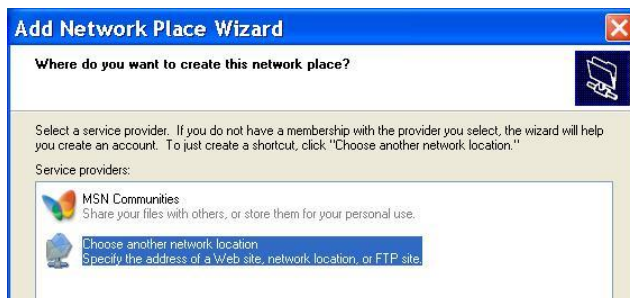 Add Network Place Wizard
Where do you want to create this network place?
Select a service provider. If you do not have a membership with the provider you select, the wizard will help
you create an account. To just create a shortcut, click "Choose another network location."
Service providers:
MSN Communities
Share your files with others, or store them for your personal use.
Choose another network location
Specify the address of a Web site, network location, or FTP site.